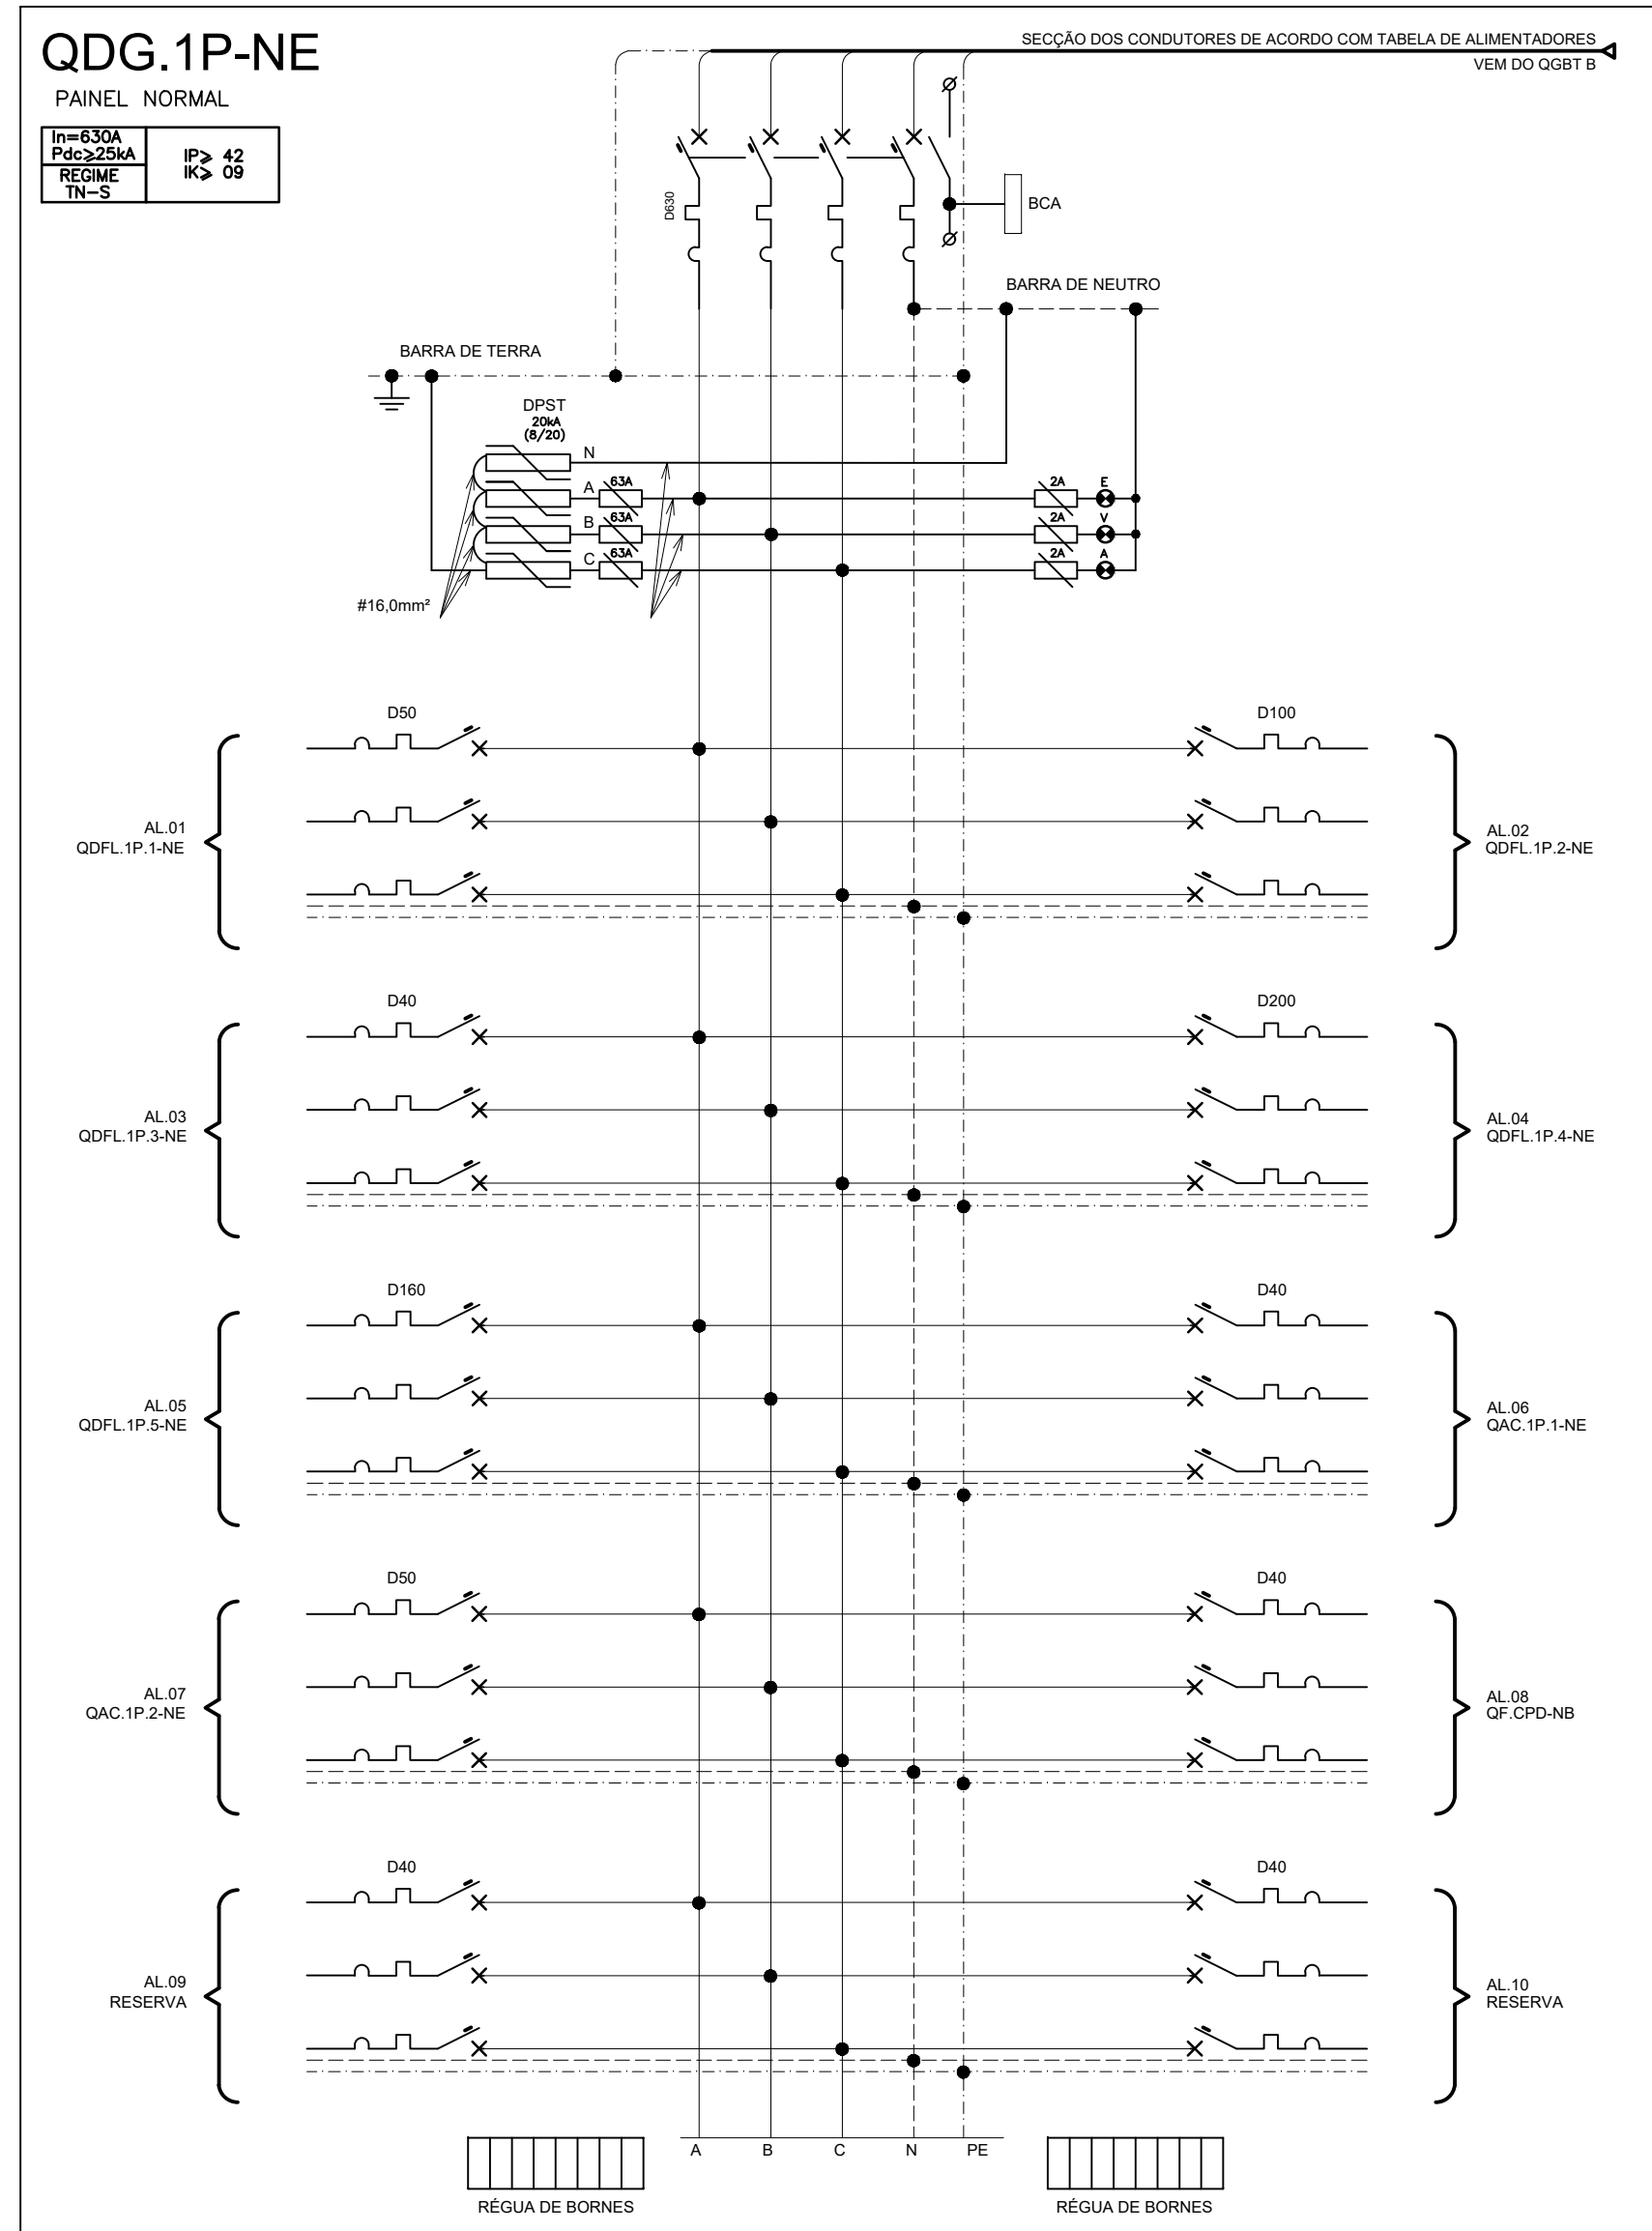 QDG.1P-NE
PAINEL NORMAL
In=630A
Pdc≥25kA
REGIME
TN-S
IP≥ 42
IK≥ 09
SECÇÃO DOS CONDUTORES DE ACORDO COM TABELA DE ALIMENTADORES
VEM DO QGBT B
D630
BCA
BARRA DE NEUTRO
BARRA DE TERRA
DPST
20kA
(8/20)
N
A 63A 2A E
B 63A 2A V
C 63A 2A A
#16,0mm²
D50 D100
AL.01
QDFL.1P.1-NE
AL.02
QDFL.1P.2-NE
D40 D200
AL.03
QDFL.1P.3-NE
AL.04
QDFL.1P.4-NE
D160 D40
AL.05
QDFL.1P.5-NE
AL.06
QAC.1P.1-NE
D50 D40
AL.07
QAC.1P.2-NE
AL.08
QF.CPD-NB
D40 D40
AL.09
RESERVA
AL.10
RESERVA
A B C N PE
RÉGUA DE BORNES RÉGUA DE BORNES